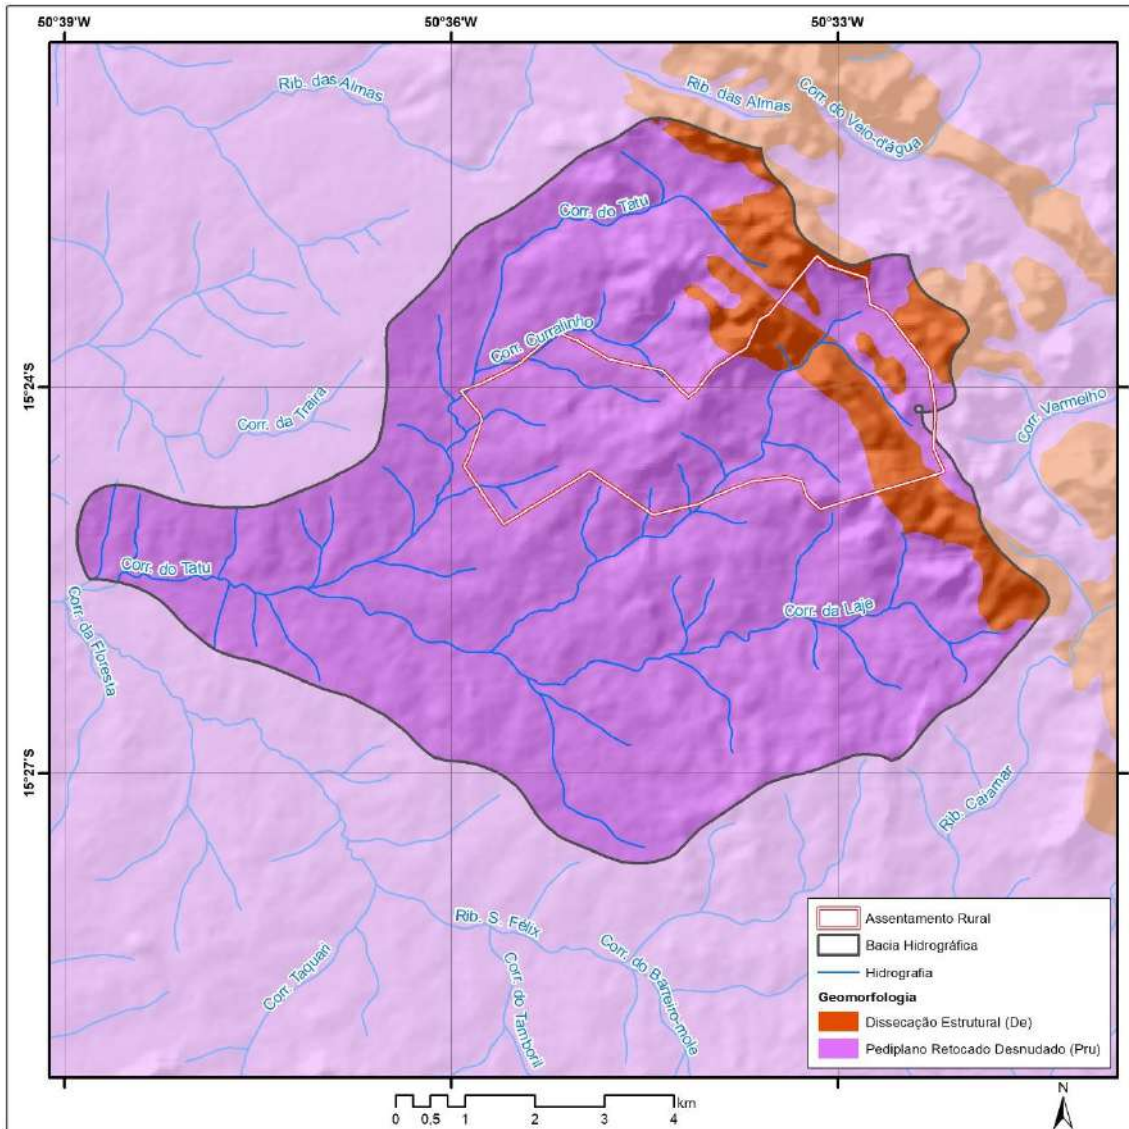 50°39'W
50°36'W
50°33'W
Rib. das Almas
Rib. das Almas
Corr. do Veio-d'água
Corr. do Tatu
Corr. Curralinho
15°24'S
Corr. da Traira
Corr. Vermelho
Corr. do Tatu
Corr. da Floresta
Corr. da Laje
15°27'S
Rib. Caiamar
Rib. S. Félix
Corr. Taquari
Corr. do Tamboril
Corr. do Barreiro-mole
Assentamento Rural
Bacia Hidrográfica
Hidrografia
Geomorfologia
Dissecação Estrutural (De)
Pediplano Retocado Desnudado (Pru)
N
km
0 0,5 1 2 3 4